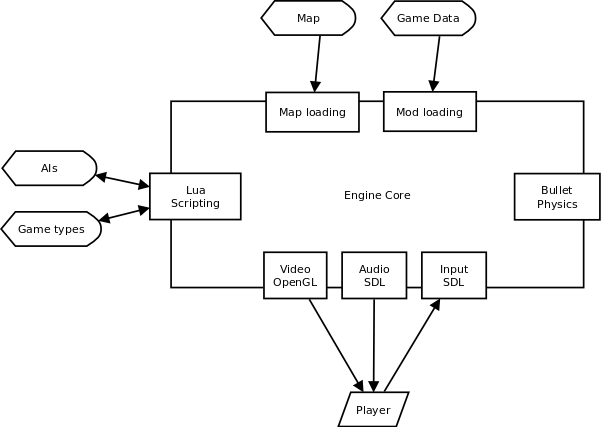 Map
Game Data
Map loading
Mod loading
AIs
Lua
Scripting
Game types
Engine Core
Bullet
Physics
Video
OpenGL
Audio
SDL
Input
SDL
Player